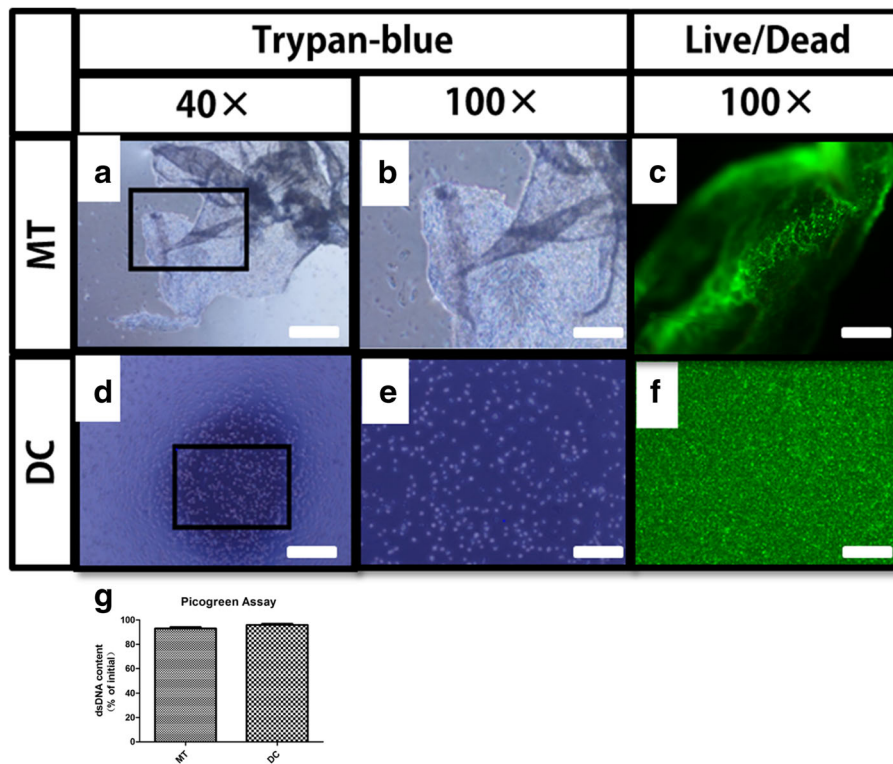 Trypan-blue
Live/Dead
40×
100×
100×
MT
a
b
c
DC
d
e
f
g
Picogreen Assay
dsDNA content
(% of initial)
100
80
60
40
20
0
MT
DC